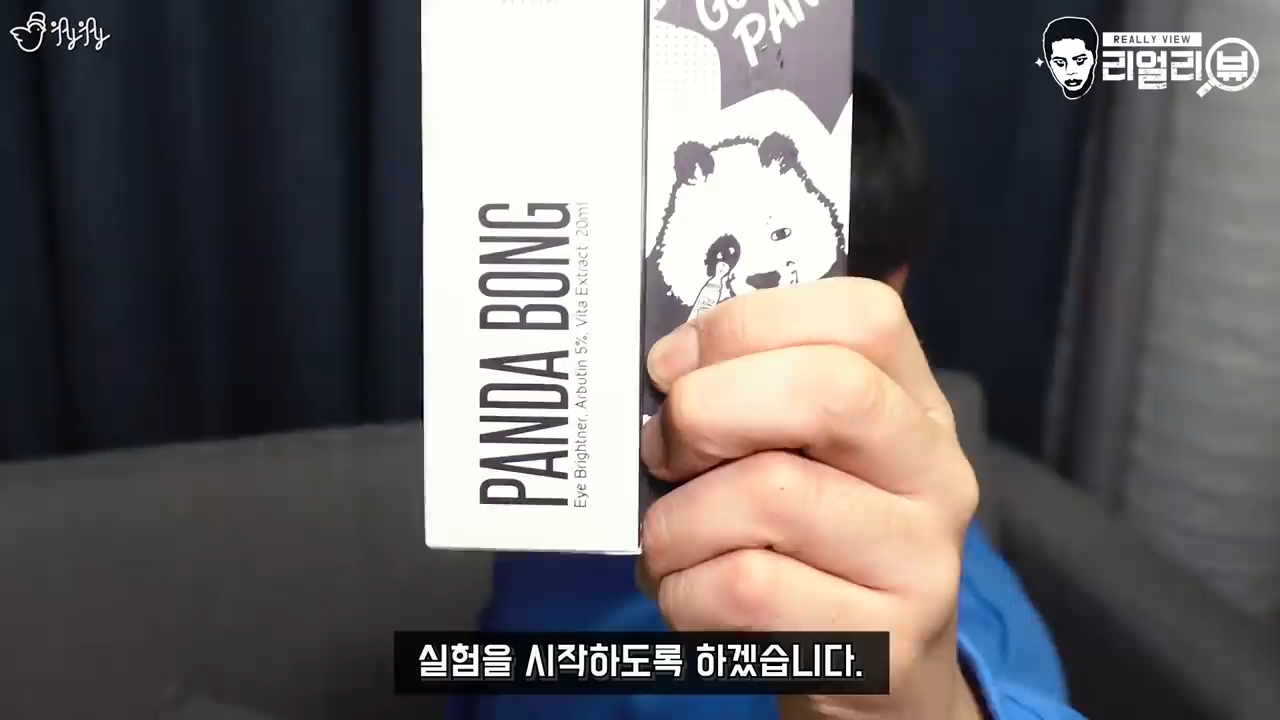 REALLY VIEW
리얼리뷰
PANDA BONG
Eye Brightner, Arbutin 5%, Vita Extract 20ml
실험을 시작하도록 하겠습니다.